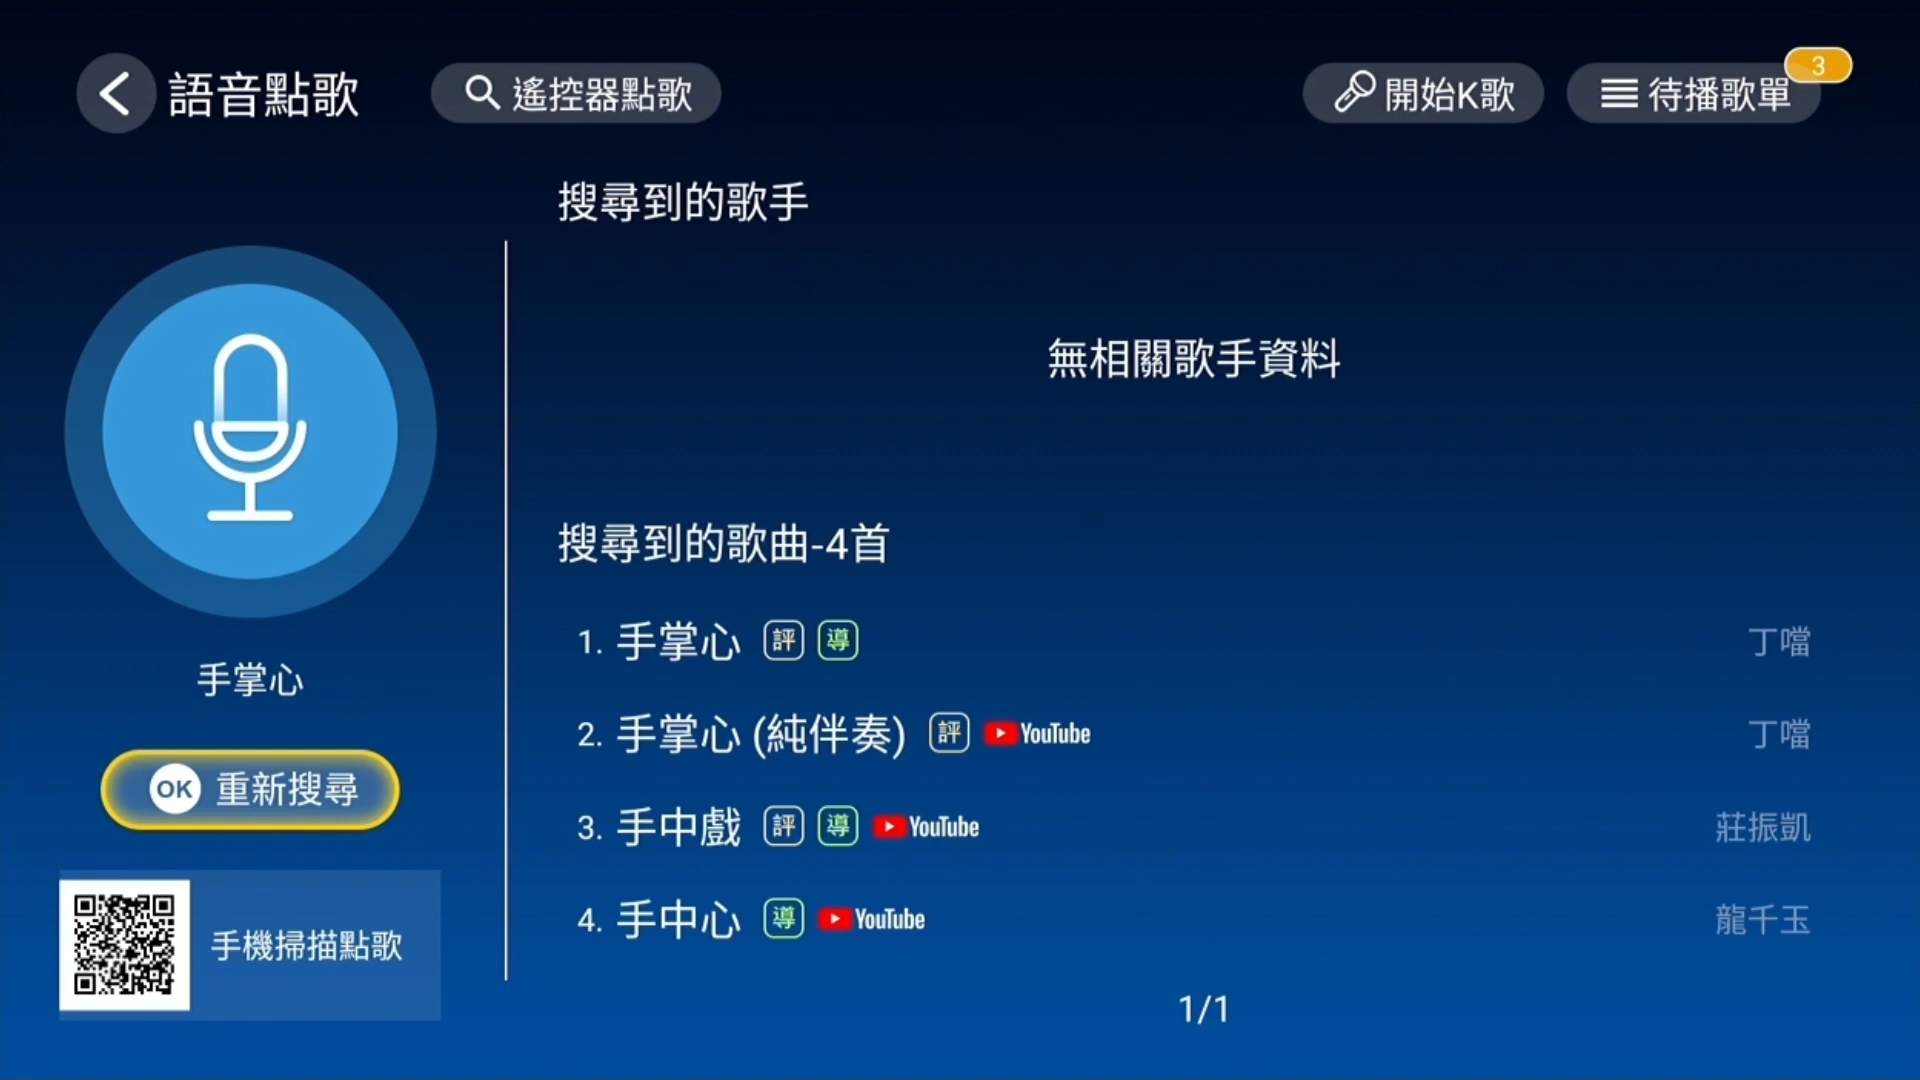 語音點歌
遙控器點歌
開始K歌
待播歌單
3
搜尋到的歌手
無相關歌手資料
手掌心
OK 重新搜尋
手機掃描點歌
搜尋到的歌曲-4首
1. 手掌心 評 導 丁噹
2. 手掌心 (純伴奏) 評 YouTube 丁噹
3. 手中戲 評 導 YouTube 莊振凱
4. 手中心 導 YouTube 龍千玉
1/1